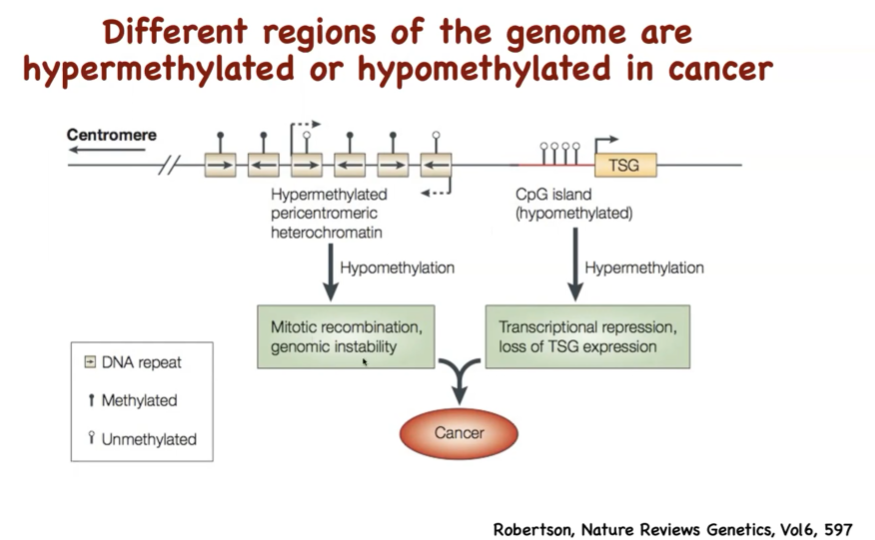 Different regions of the genome are
hypermethylated or hypomethylated in cancer
Centromere
TSG
Hypermethylated
pericentromeric
heterochromatin
CpG island
(hypomethylated)
Hypomethylation
Hypermethylation
Mitotic recombination,
genomic instability
Transcriptional repression,
loss of TSG expression
DNA repeat
Methylated
Unmethylated
Cancer
Robertson, Nature Reviews Genetics, Vol6, 597